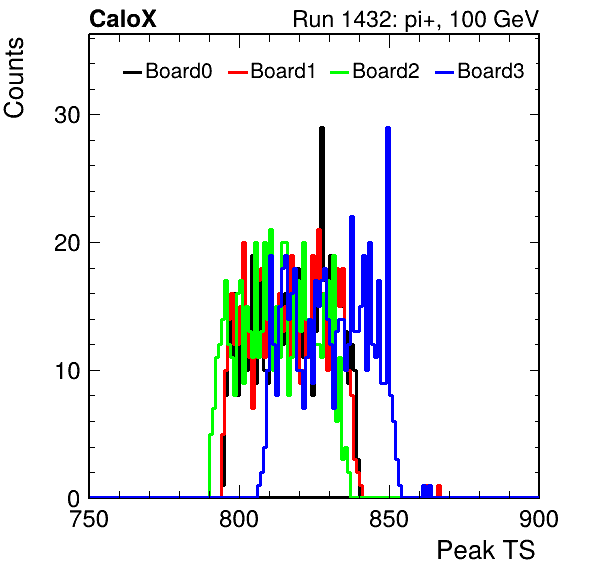 CaloX Run 1432: pi+, 100 GeV
Counts
Board0 Board1 Board2 Board3
30
20
10
0
750 800 850 900
Peak TS